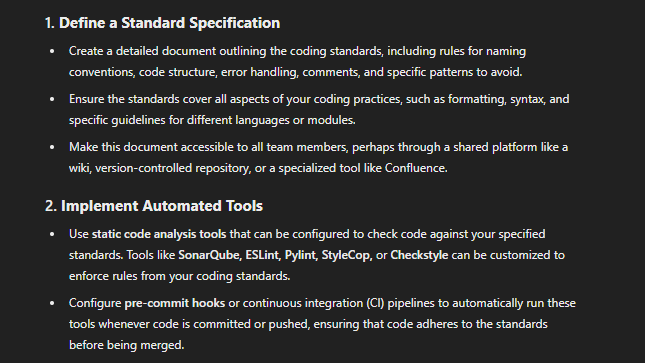 1. Define a Standard Specification
• Create a detailed document outlining the coding standards, including rules for naming
conventions, code structure, error handling, comments, and specific patterns to avoid.
• Ensure the standards cover all aspects of your coding practices, such as formatting, syntax, and
specific guidelines for different languages or modules.
• Make this document accessible to all team members, perhaps through a shared platform like a
wiki, version-controlled repository, or a specialized tool like Confluence.
2. Implement Automated Tools
• Use static code analysis tools that can be configured to check code against your specified
standards. Tools like SonarQube, ESLint, Pylint, StyleCop, or Checkstyle can be customized to
enforce rules from your coding standards.
• Configure pre-commit hooks or continuous integration (CI) pipelines to automatically run these
tools whenever code is committed or pushed, ensuring that code adheres to the standards
before being merged.